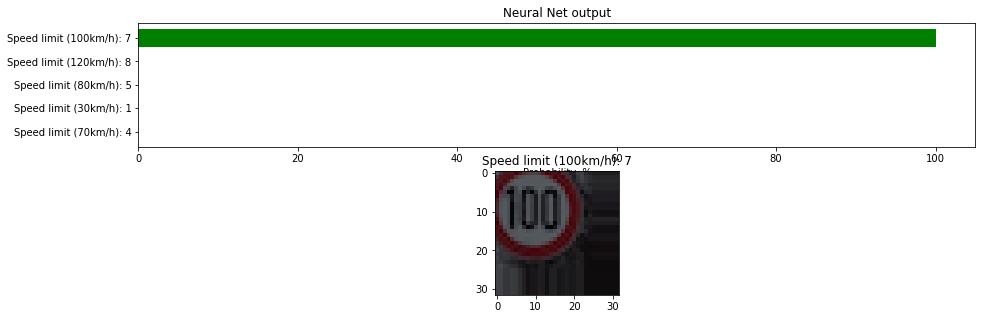 Neural Net output
Speed limit (100km/h): 7
Speed limit (120km/h): 8
Speed limit (80km/h): 5
Speed limit (30km/h): 1
Speed limit (70km/h): 4
0 20 40 60 80 100
Speed limit (100km/h): 7
Probability, %
0
100
10
20
30
0 10 20 30